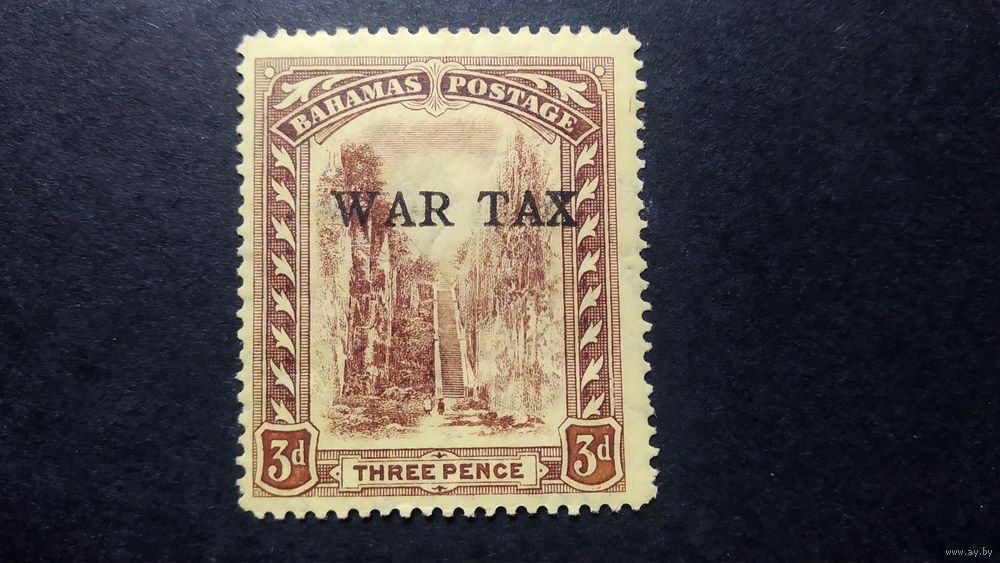 BAHAMAS POSTAGE
WAR TAX
3d THREE PENCE 3d
www.ay.by